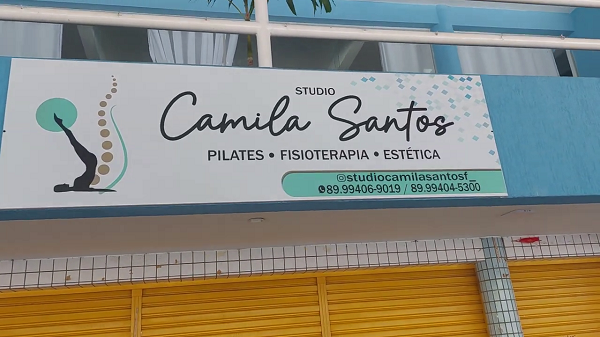 STUDIO
Camila Santos
PILATES • FISIOTERAPIA • ESTÉTICA
@studiocamilasantosf_
89.99406-9019 / 89.99404-5300